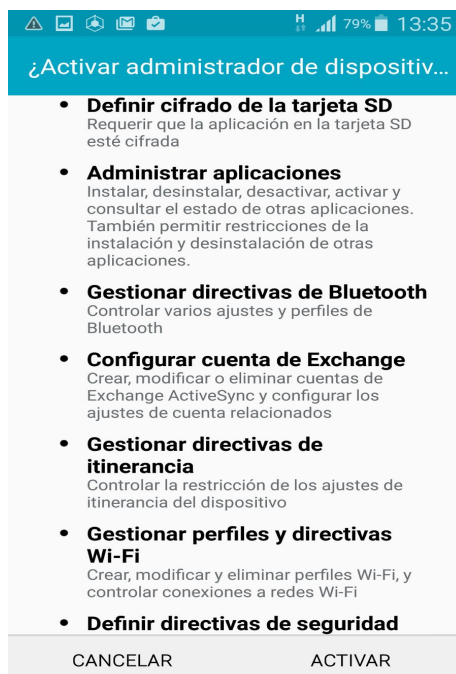 H 79% 13:35
¿Activar administrador de dispositiv...
• Definir cifrado de la tarjeta SD
Requerir que la aplicación en la tarjeta SD
esté cifrada
• Administrar aplicaciones
Instalar, desinstalar, desactivar, activar y
consultar el estado de otras aplicaciones.
También permitir restricciones de la
instalación y desinstalación de otras
aplicaciones.
• Gestionar directivas de Bluetooth
Controlar varios ajustes y perfiles de
Bluetooth
• Configurar cuenta de Exchange
Crear, modificar o eliminar cuentas de
Exchange ActiveSync y configurar los
ajustes de cuenta relacionados
• Gestionar directivas de
itinerancia
Controlar la restricción de los ajustes de
itinerancia del dispositivo
• Gestionar perfiles y directivas
Wi-Fi
Crear, modificar y eliminar perfiles Wi-Fi, y
controlar conexiones a redes Wi-Fi
• Definir directivas de seguridad
CANCELAR ACTIVAR